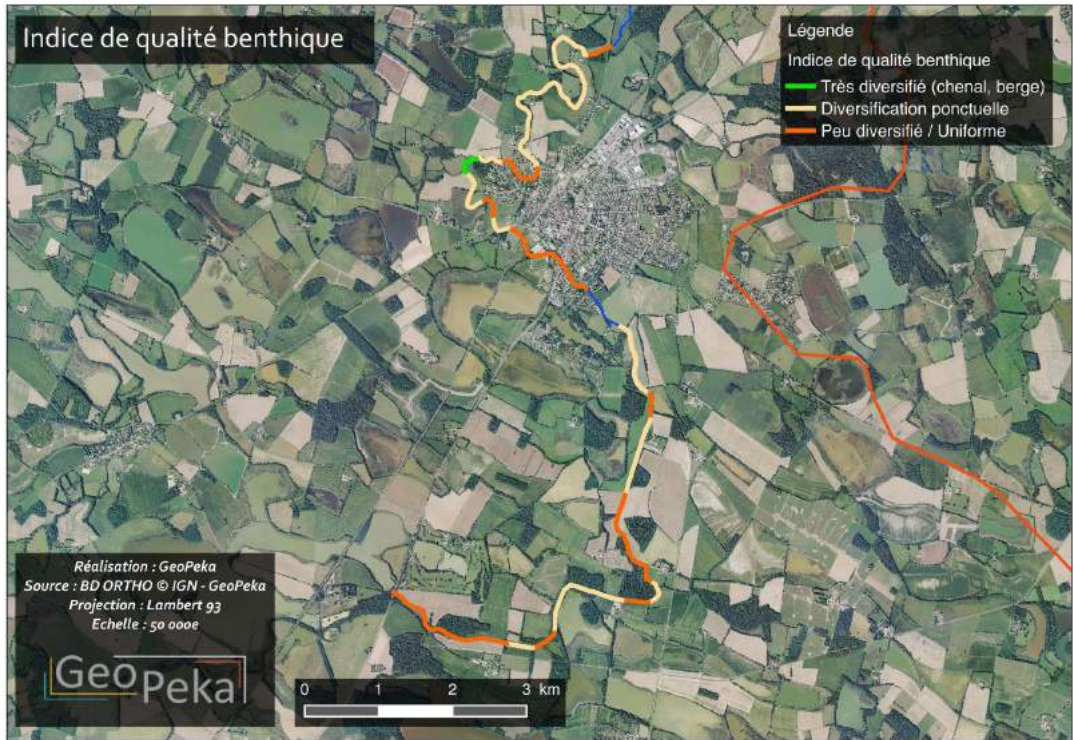 Indice de qualité benthique
Légende
Indice de qualité benthique
Très diversifié (chenal, berge)
Diversification ponctuelle
Peu diversifié / Uniforme
Réalisation : GeoPeka
Source : BD ORTHO © IGN - GeoPeka
Projection : Lambert 93
Echelle : 50 000e
GeoPeka
0 1 2 3 km